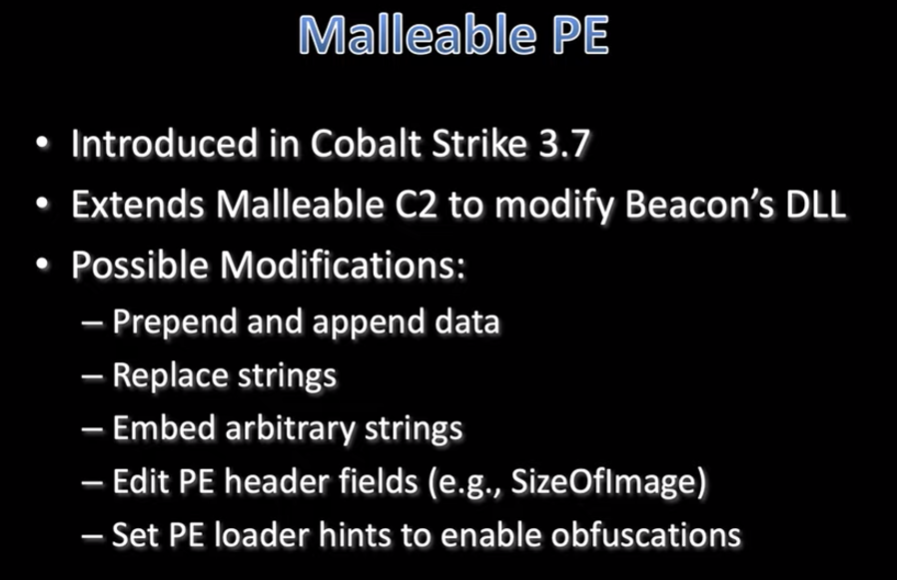 Malleable PE
• Introduced in Cobalt Strike 3.7
• Extends Malleable C2 to modify Beacon's DLL
• Possible Modifications:
– Prepend and append data
– Replace strings
– Embed arbitrary strings
– Edit PE header fields (e.g., SizeOfImage)
– Set PE loader hints to enable obfuscations